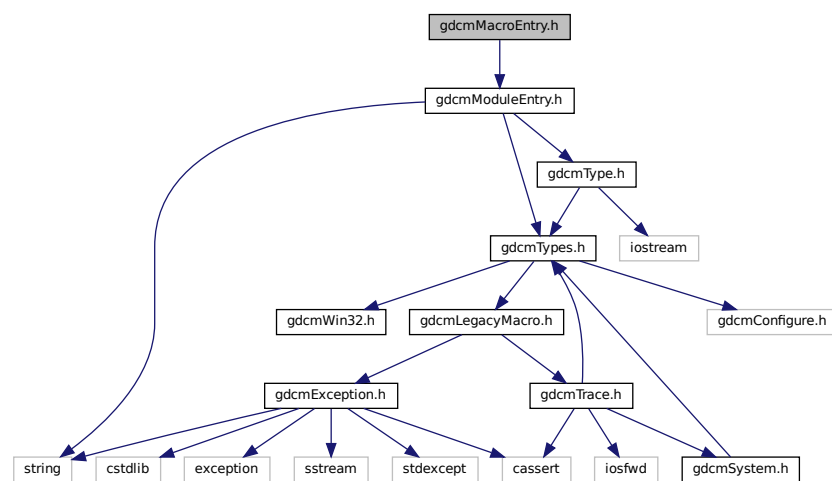 gdcmMacroEntry.h
gdcmModuleEntry.h
gdcmType.h
gdcmTypes.h
iostream
gdcmWin32.h
gdcmLegacyMacro.h
gdcmConfigure.h
gdcmException.h
gdcmTrace.h
string
cstdlib
exception
sstream
stdexcept
cassert
iosfwd
gdcmSystem.h